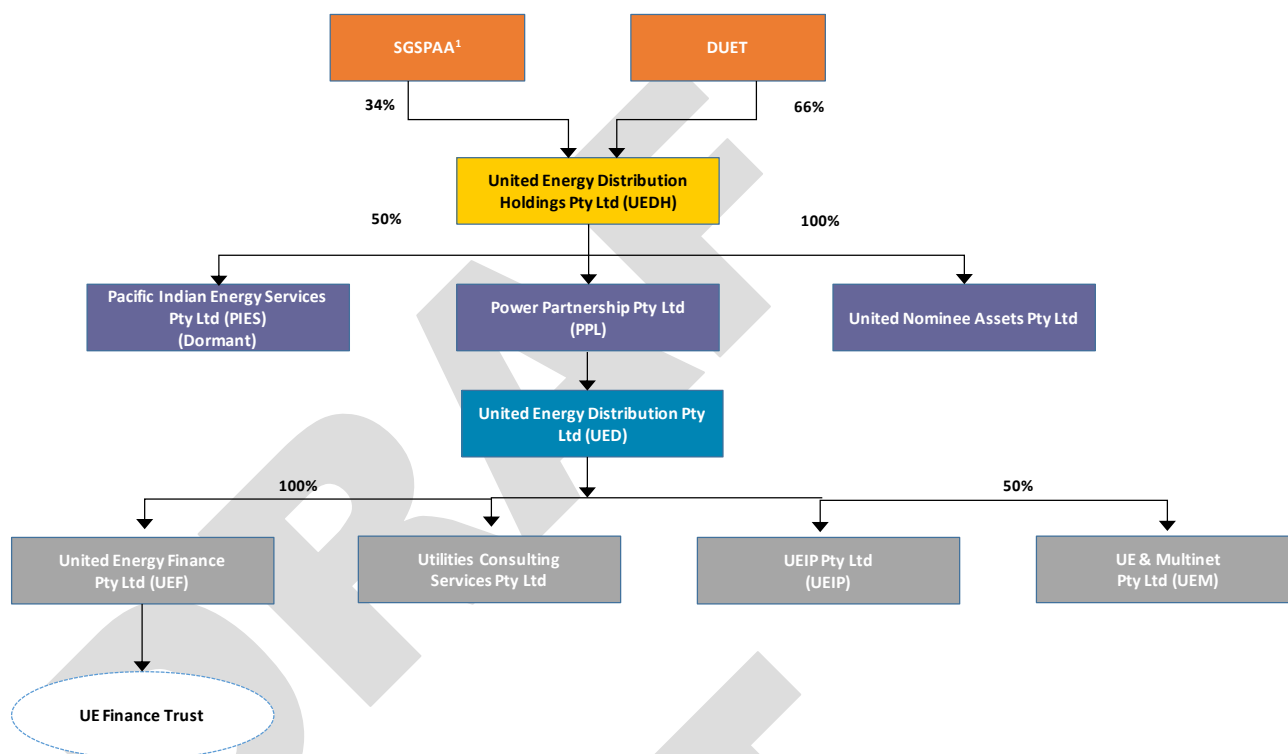 SGSPAA¹
DUET
34%
66%
United Energy Distribution
Holdings Pty Ltd (UEDH)
50%
100%
Pacific Indian Energy Services
Pty Ltd (PIES)
(Dormant)
Power Partnership Pty Ltd
(PPL)
United Nominee Assets Pty Ltd
United Energy Distribution Pty
Ltd (UED)
100%
50%
United Energy Finance
Pty Ltd (UEF)
Utilities Consulting
Services Pty Ltd
UEIP Pty Ltd
(UEIP)
UE & Multinet
Pty Ltd (UEM)
UE Finance Trust